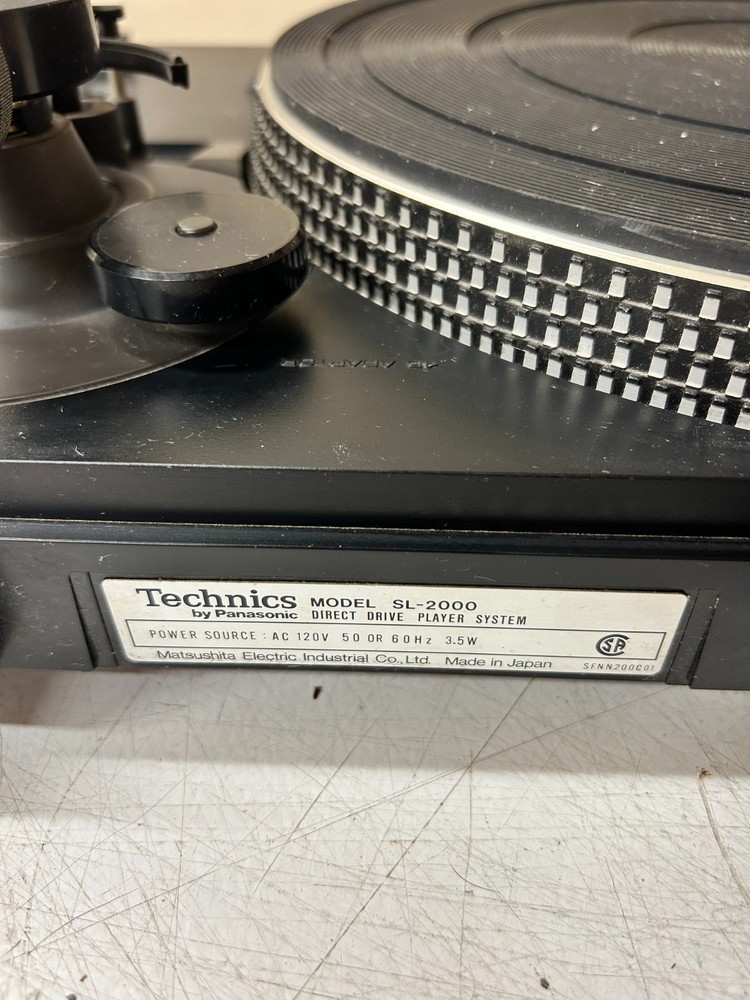 45 ADAPTOR
Technics MODEL SL-2000
by Panasonic DIRECT DRIVE PLAYER SYSTEM
POWER SOURCE : AC 120V 50 OR 60Hz 3.5W
SP
Matsushita Electric Industrial Co., Ltd. Made in Japan SFNN200C01